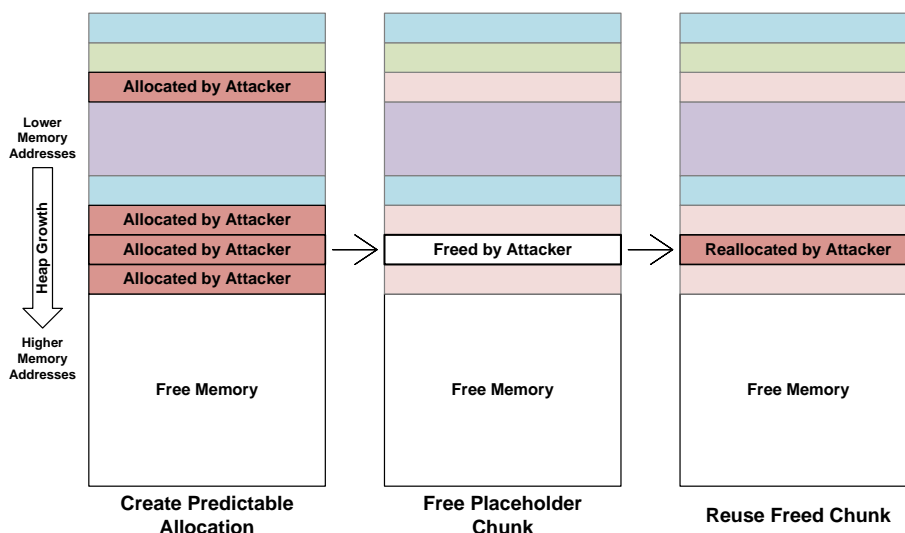 Allocated by Attacker
Lower
Memory
Addresses
Heap Growth
Higher
Memory
Addresses
Allocated by Attacker
Allocated by Attacker
Allocated by Attacker
Free Memory
Create Predictable
Allocation
Freed by Attacker
Free Memory
Free Placeholder
Chunk
Reallocated by Attacker
Free Memory
Reuse Freed Chunk